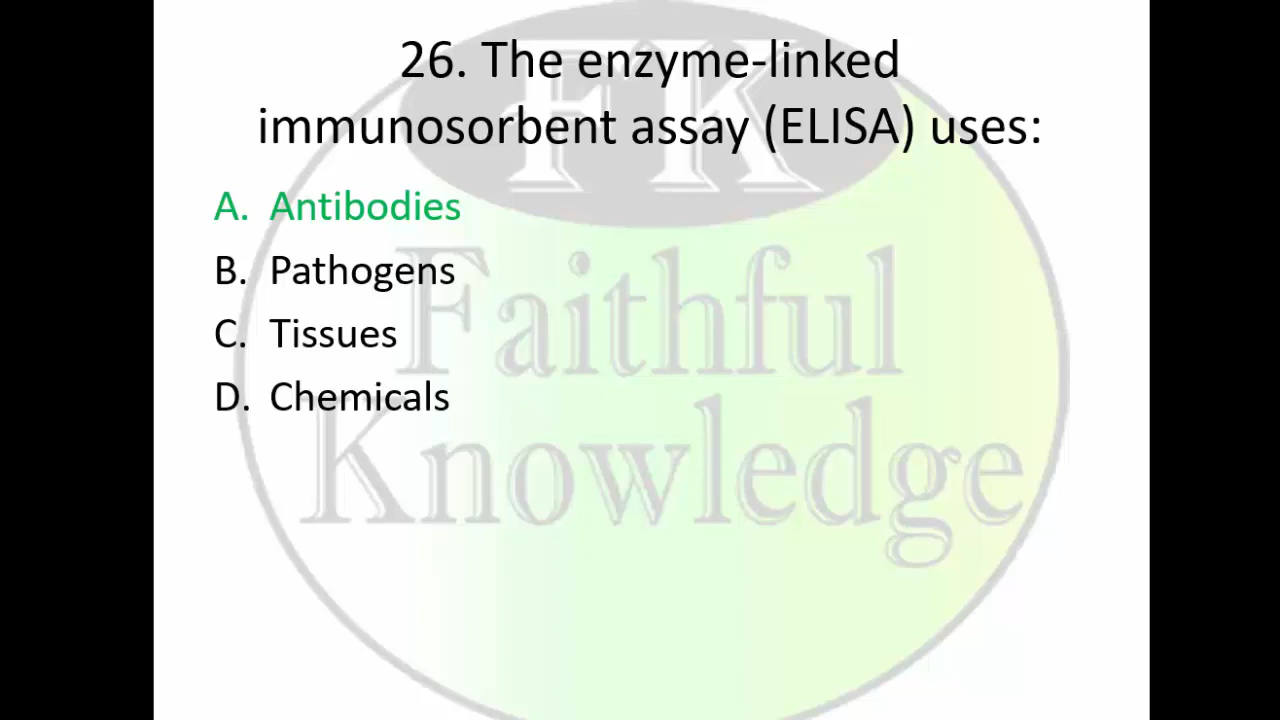 26. The enzyme-linked
immunosorbent assay (ELISA) uses:
A. Antibodies
B. Pathogens
C. Tissues
D. Chemicals
FK
Faithful
Knowledge